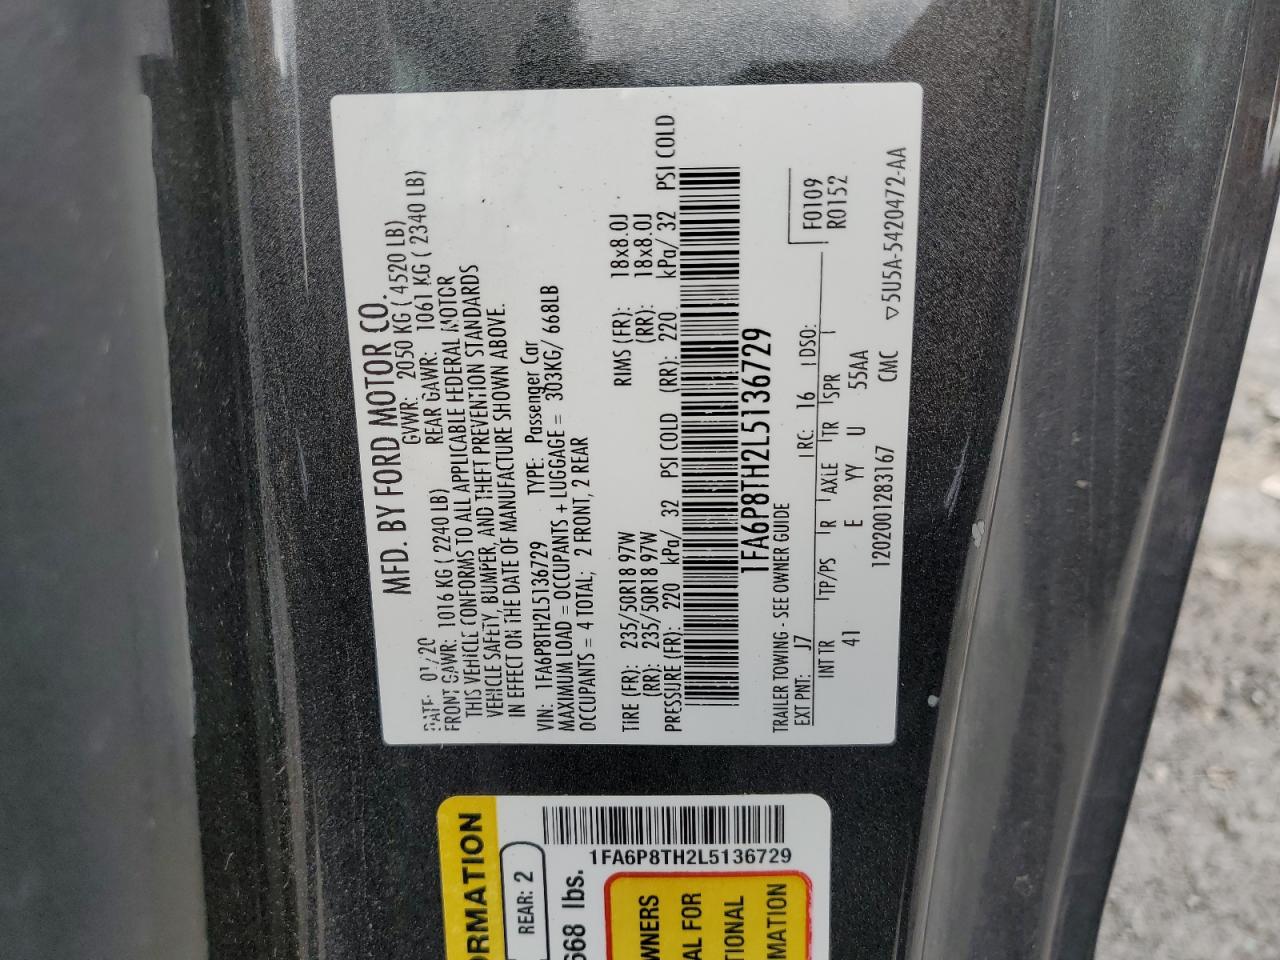 MFD. BY FORD MOTOR CO.
DATE: 01/20 GVWR: 2050 KG ( 4520 LB)
FRONT GAWR: 1016 KG ( 2240 LB) REAR GAWR: 1061 KG ( 2340 LB)
THIS VEHICLE CONFORMS TO ALL APPLICABLE FEDERAL MOTOR
VEHICLE SAFETY, BUMPER, AND THEFT PREVENTION STANDARDS
IN EFFECT ON THE DATE OF MANUFACTURE SHOWN ABOVE.
VIN: 1FA6P8TH2L5136729 TYPE: Passenger Car
MAXIMUM LOAD = OCCUPANTS + LUGGAGE = 303KG/ 668LB
OCCUPANTS = 4 TOTAL; 2 FRONT, 2 REAR
TIRE (FR): 235/50R18 97W RIMS (FR): 18x8.0J
(RR): 235/50R18 97W (RR): 18x8.0J
PRESSURE (FR): 220 kPa/ 32 PSI COLD (RR): 220 kPa/ 32 PSI COLD
1FA6P8TH2L5136729
TRAILER TOWING - SEE OWNER GUIDE
EXT PNT: J7 RC: 16 DSO: F0109
R0152
INT TR TP/PS R AXLE TR SPR
41 E YY U 55AA
1202001283167 CMC ▽5U5A-5420472-AA
ORMATION
REAR: 2
668 lbs.
1FA6P8TH2L5136729
WNERS
AL FOR
TIONAL
MATION